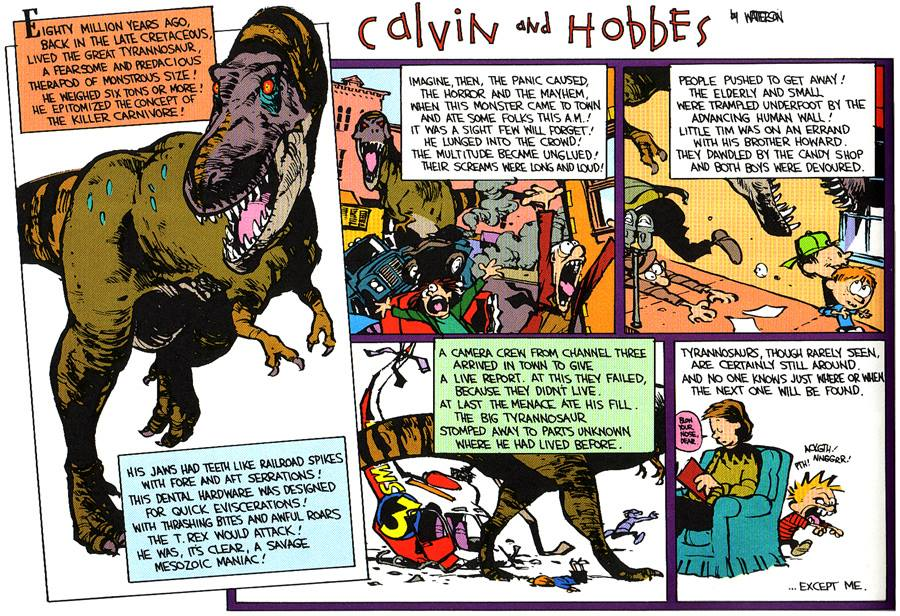 CALVIN AND HOBBES
by WATTERSON
EIGHTY MILLION YEARS AGO,
BACK IN THE LATE CRETACEOUS,
LIVED THE GREAT TYRANNOSAUR,
A FEARSOME AND PREDACIOUS
THERAPOD OF MONSTROUS SIZE!
HE WEIGHED SIX TONS OR MORE!
HE EPITOMIZED THE CONCEPT OF
THE KILLER CARNIVORE!
HIS JAWS HAD TEETH LIKE RAILROAD SPIKES
WITH FORE AND AFT SERRATIONS!
THIS DENTAL HARDWARE WAS DESIGNED
FOR QUICK EVISCERATIONS!
WITH THRASHING BITES AND AWFUL ROARS
THE T. REX WOULD ATTACK!
HE WAS, IT'S CLEAR, A SAVAGE
MESOZOIC MANIAC!
IMAGINE, THEN, THE PANIC CAUSED,
THE HORROR AND THE MAYHEM,
WHEN THIS MONSTER CAME TO TOWN
AND ATE SOME FOLKS THIS A.M.!
IT WAS A SIGHT FEW WILL FORGET!
HE LUNGED INTO THE CROWD!
THE MULTITUDE BECAME UNGLUED!
THEIR SCREAMS WERE LONG AND LOUD!
PEOPLE PUSHED TO GET AWAY!
THE ELDERLY AND SMALL
WERE TRAMPLED UNDERFOOT BY THE
ADVANCING HUMAN WALL!
LITTLE TIM WAS ON AN ERRAND
WITH HIS BROTHER HOWARD.
THEY DAWDLED BY THE CANDY SHOP
AND BOTH BOYS WERE DEVOURED.
A CAMERA CREW FROM CHANNEL THREE
ARRIVED IN TOWN TO GIVE
A LIVE REPORT. AT THIS THEY FAILED,
BECAUSE THEY DIDN'T LIVE.
AT LAST THE MENACE ATE HIS FILL.
THE BIG TYRANNOSAUR
STOMPED AWAY TO PARTS UNKNOWN
WHERE HE HAD LIVED BEFORE.
TYRANNOSAURS, THOUGH RARELY SEEN,
ARE CERTAINLY STILL AROUND.
AND NO ONE KNOWS JUST WHERE OR WHEN
THE NEXT ONE WILL BE FOUND.
BLOW
YOUR
NOSE,
DEAR.
NCVGTH!
PTH! NNGGRR!
...EXCEPT ME.